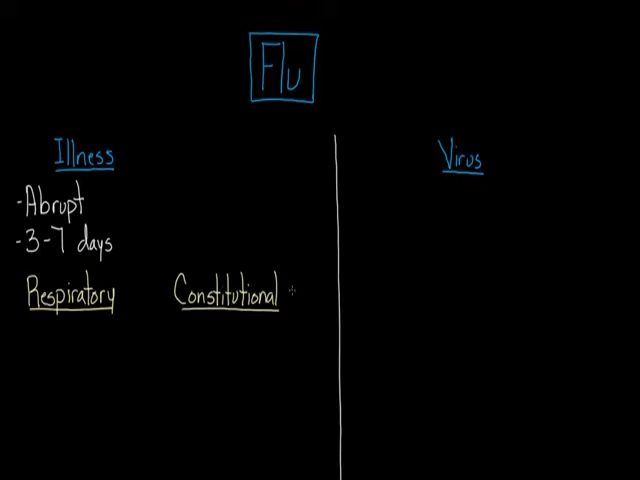 Flu
Illness
Virus
-Abrupt
-3-7 days
Respiratory
Constitutional